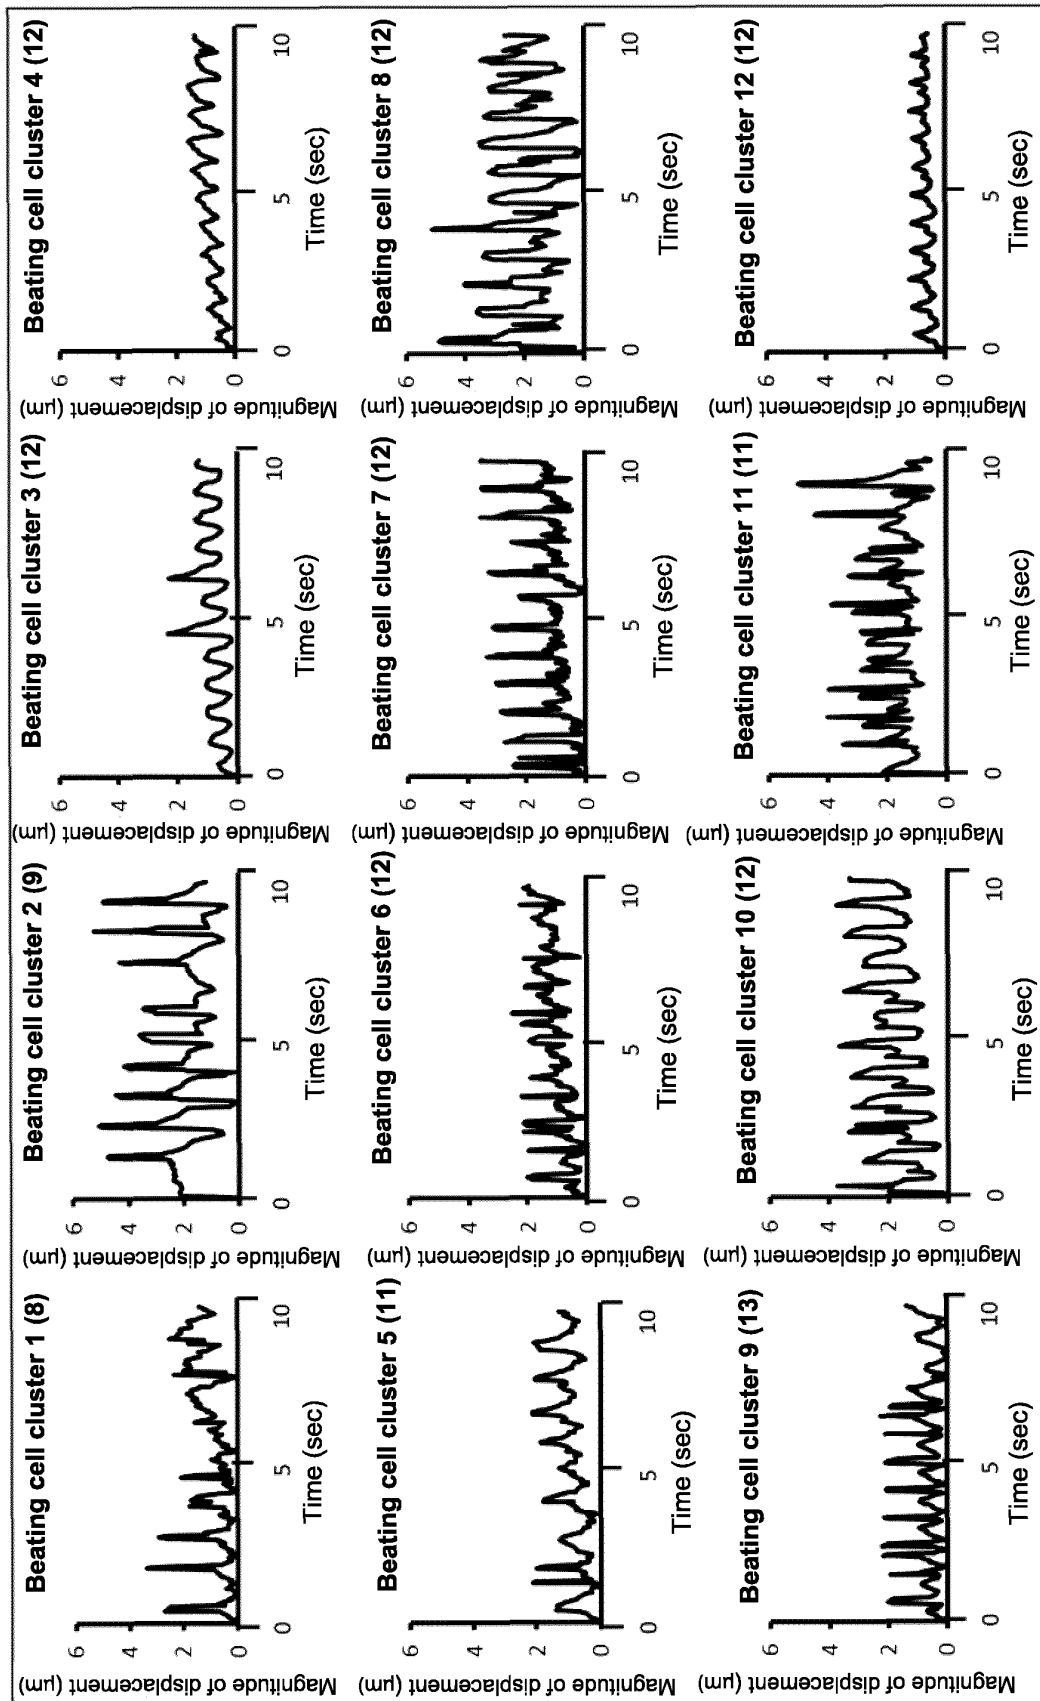 Beating cell cluster 1 (8)
Magnitude of displacement (µm)
6
4
2
0
0 5 10
Time (sec)
Beating cell cluster 2 (9)
Magnitude of displacement (µm)
6
4
2
0
0 5 10
Time (sec)
Beating cell cluster 3 (12)
Magnitude of displacement (µm)
6
4
2
0
0 5 10
Time (sec)
Beating cell cluster 4 (12)
Magnitude of displacement (µm)
6
4
2
0
0 5 10
Time (sec)
Beating cell cluster 5 (11)
Magnitude of displacement (µm)
6
4
2
0
0 5 10
Time (sec)
Beating cell cluster 6 (12)
Magnitude of displacement (µm)
6
4
2
0
0 5 10
Time (sec)
Beating cell cluster 7 (12)
Magnitude of displacement (µm)
6
4
2
0
0 5 10
Time (sec)
Beating cell cluster 8 (12)
Magnitude of displacement (µm)
6
4
2
0
0 5 10
Time (sec)
Beating cell cluster 9 (13)
Magnitude of displacement (µm)
6
4
2
0
0 5 10
Time (sec)
Beating cell cluster 10 (12)
Magnitude of displacement (µm)
6
4
2
0
0 5 10
Time (sec)
Beating cell cluster 11 (11)
Magnitude of displacement (µm)
6
4
2
0
0 5 10
Time (sec)
Beating cell cluster 12 (12)
Magnitude of displacement (µm)
6
4
2
0
0 5 10
Time (sec)